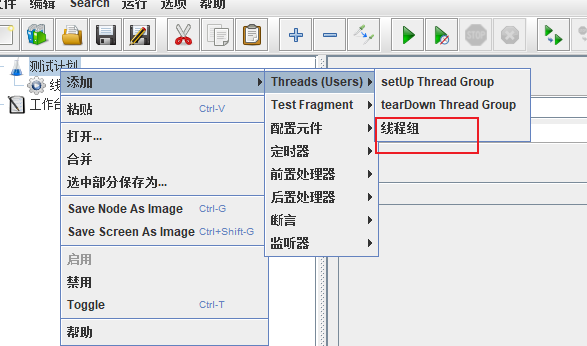 文件 编辑 Search 运行 选项 帮助
测试计划
线
工作台
添加
粘贴 Ctrl-V
打开...
合并
选中部分保存为...
Save Node As Image Ctrl-G
Save Screen As Image Ctrl+Shift-G
启用
禁用
Toggle Ctrl-T
帮助
Threads (Users)
Test Fragment
配置元件
定时器
前置处理器
后置处理器
断言
监听器
setUp Thread Group
tearDown Thread Group
线程组